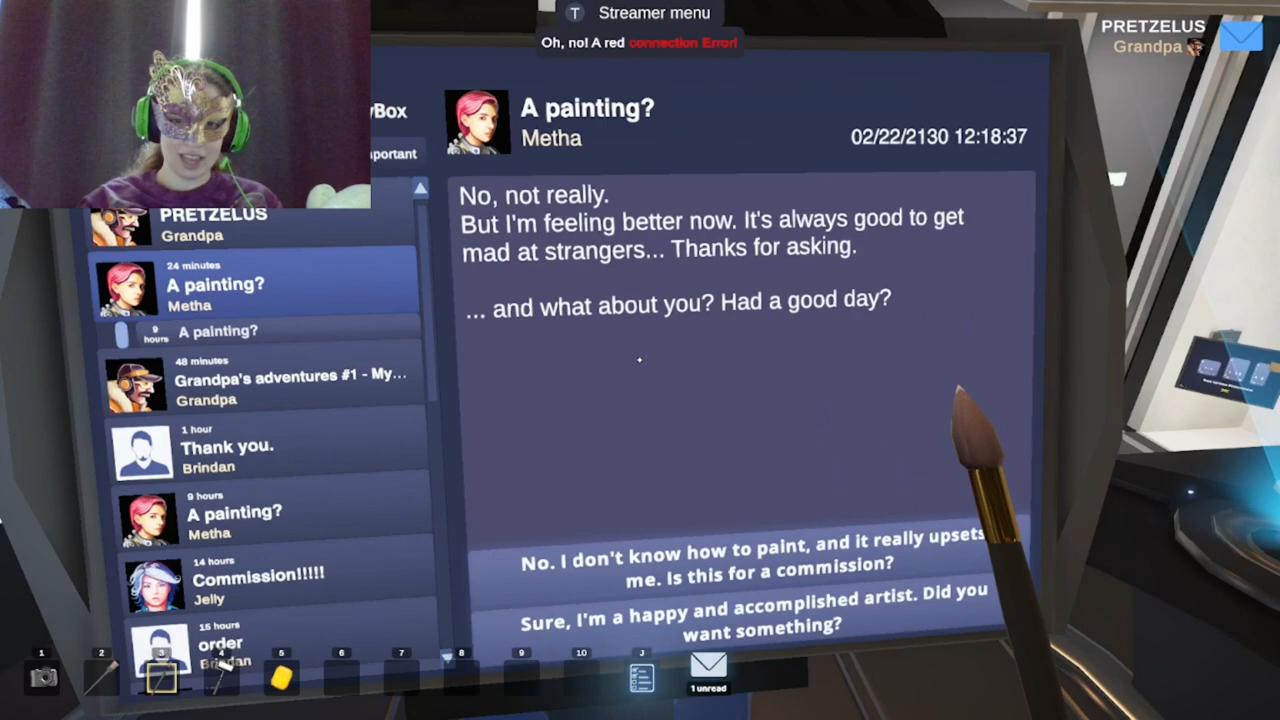 T Streamer menu
Oh, no! A red connection Error!
PRETZELUS
Grandpa
yBox
portant
A painting?
Metha
02/22/2130 12:18:37
No, not really.
But I'm feeling better now. It's always good to get
mad at strangers... Thanks for asking.
... and what about you? Had a good day?
No. I don't know how to paint, and it really upsets
me. Is this for a commission?
Sure, I'm a happy and accomplished artist. Did you
want something?
PRETZELUS
Grandpa
24 minutes
A painting?
Metha
9 hours A painting?
48 minutes
Grandpa's adventures #1 - My...
Grandpa
1 hour
Thank you.
Brindan
9 hours
A painting?
Metha
14 hours
Commission!!!!!
Jelly
15 hours
order
Brindan
1 2 3 4 5 6 7 8 9 10 J
1 unread